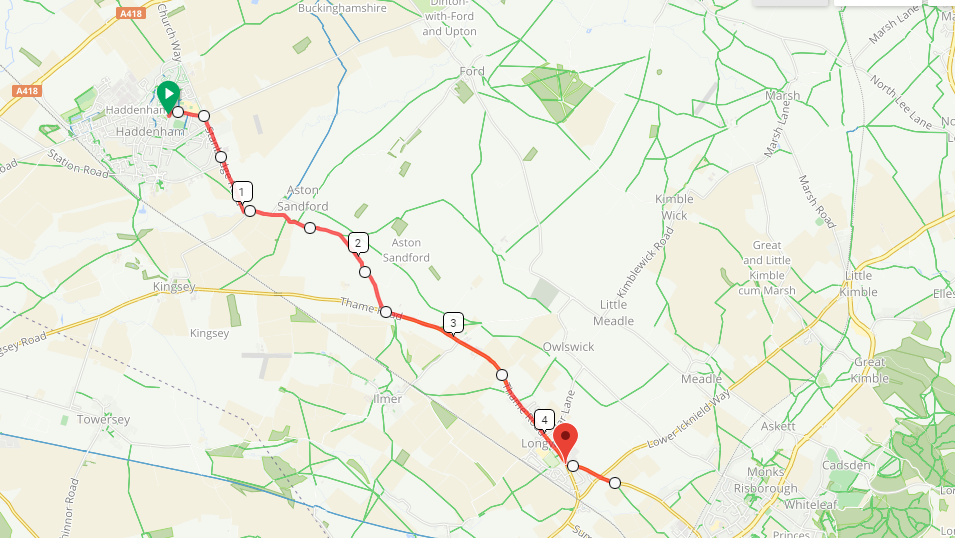 Buckinghamshire
Dinton-
with-Ford
and Upton
A418
Church Way
Marsh Lane
Ford
A418
Marsh
North Lee Lane
Haddenham
Haddenham
Marsh Lane
Station Road
Marsh Road
Aston
Sandford
1
Kimble
Wick
2
Aston
Sandford
Great
and Little
Kimble
cum Marsh
Kimblewick Road
Little
Kimble
Kingsey
Thame Road
Little
Meadle
3
Kingsey
Owlswick
Great
Kimble
Meadle
Ilmer
Towersey
4
Lower Icknield Way
Askett
Monks
Risborough
Cadsden
Whiteleaf
Princes